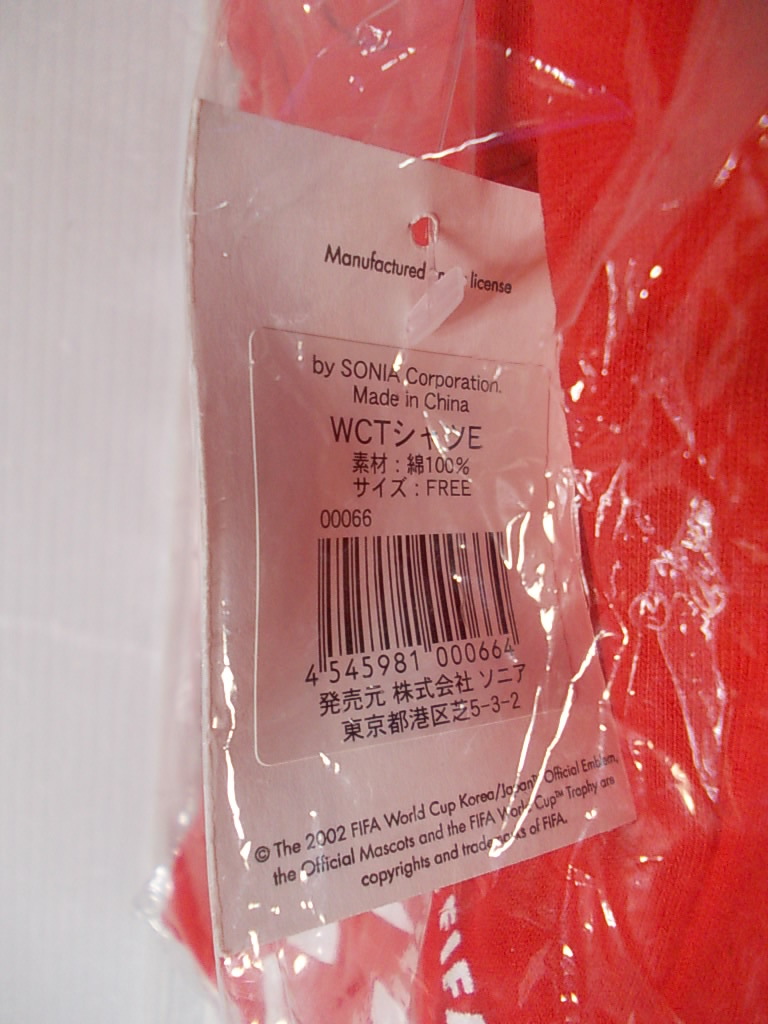 Manufactured license
by SONIA Corporation.
Made in China
WCTシャツE
素材：綿100%
サイズ：FREE
00066
4 545981 000664
発売元 株式会社 ソニア
東京都港区芝5-3-2
© The 2002 FIFA World Cup Korea/Japan™ Official Emblem,
the Official Mascots and the FIFA World Cup™ Trophy are
copyrights and trademarks of FIFA.